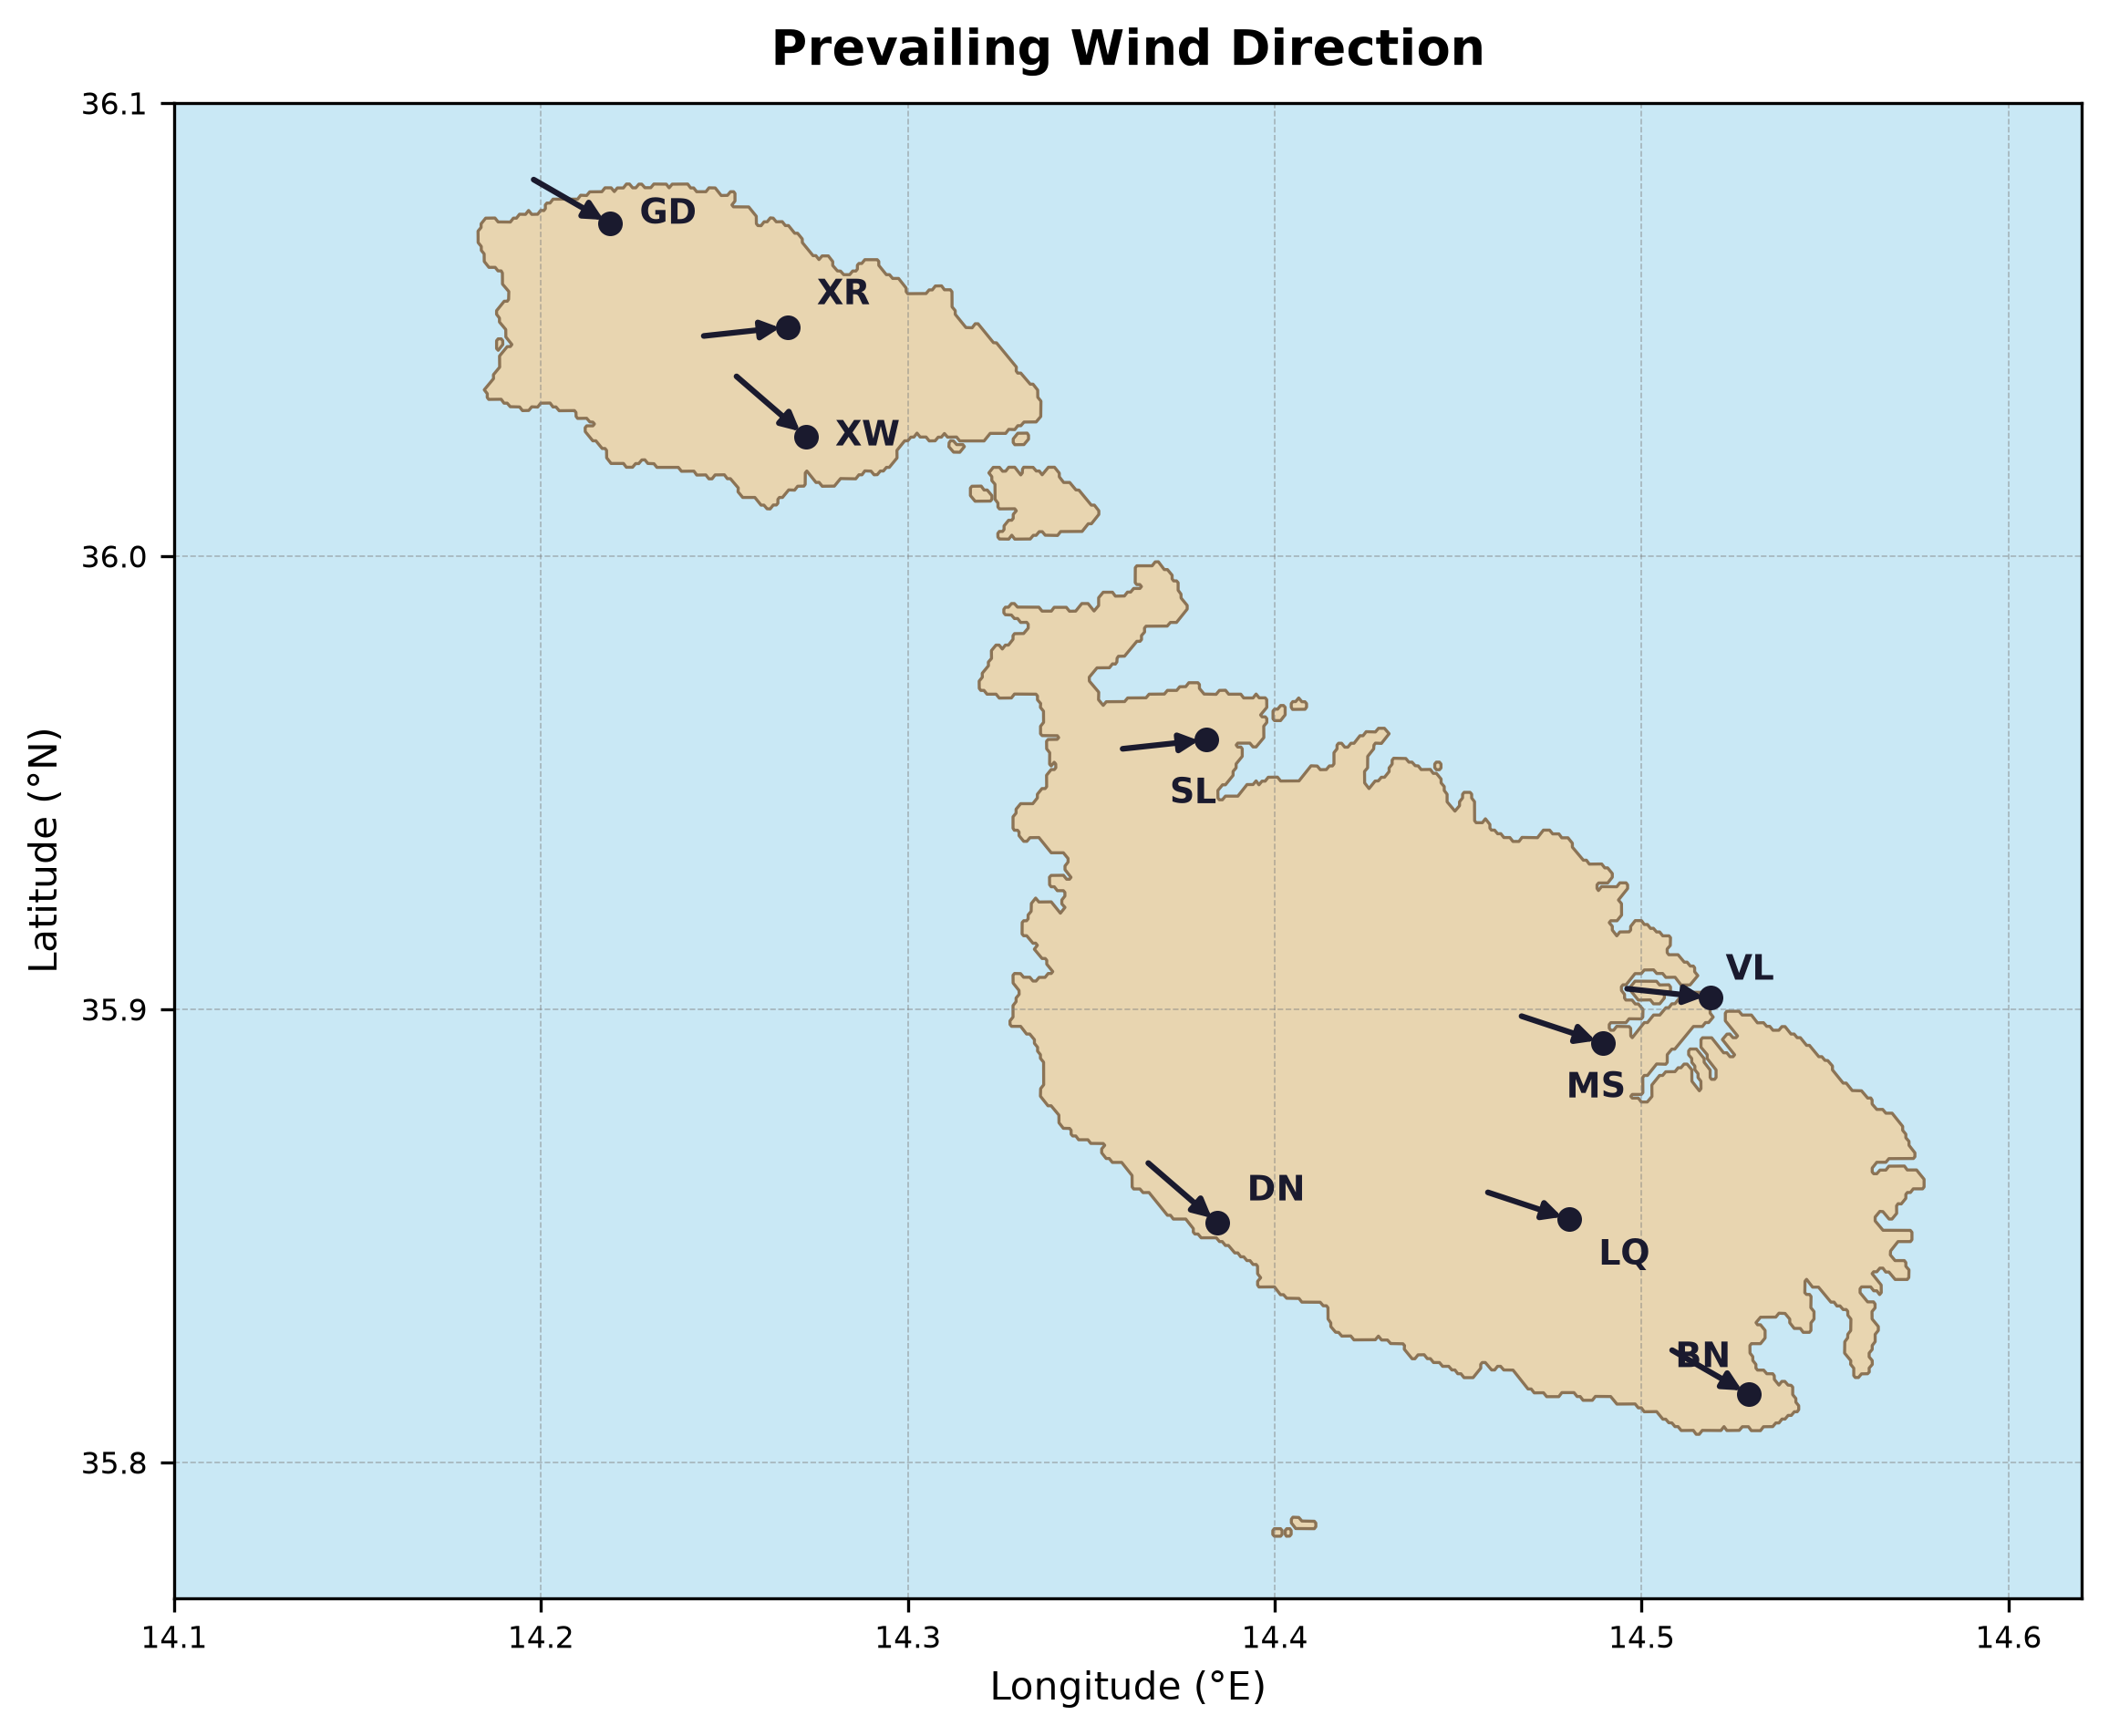 Prevailing Wind Direction
36.1
36.0
35.9
35.8
Latitude (°N)
GD
XR
XW
SL
VL
MS
DN
LQ
BN
14.1 14.2 14.3 14.4 14.5 14.6
Longitude (°E)